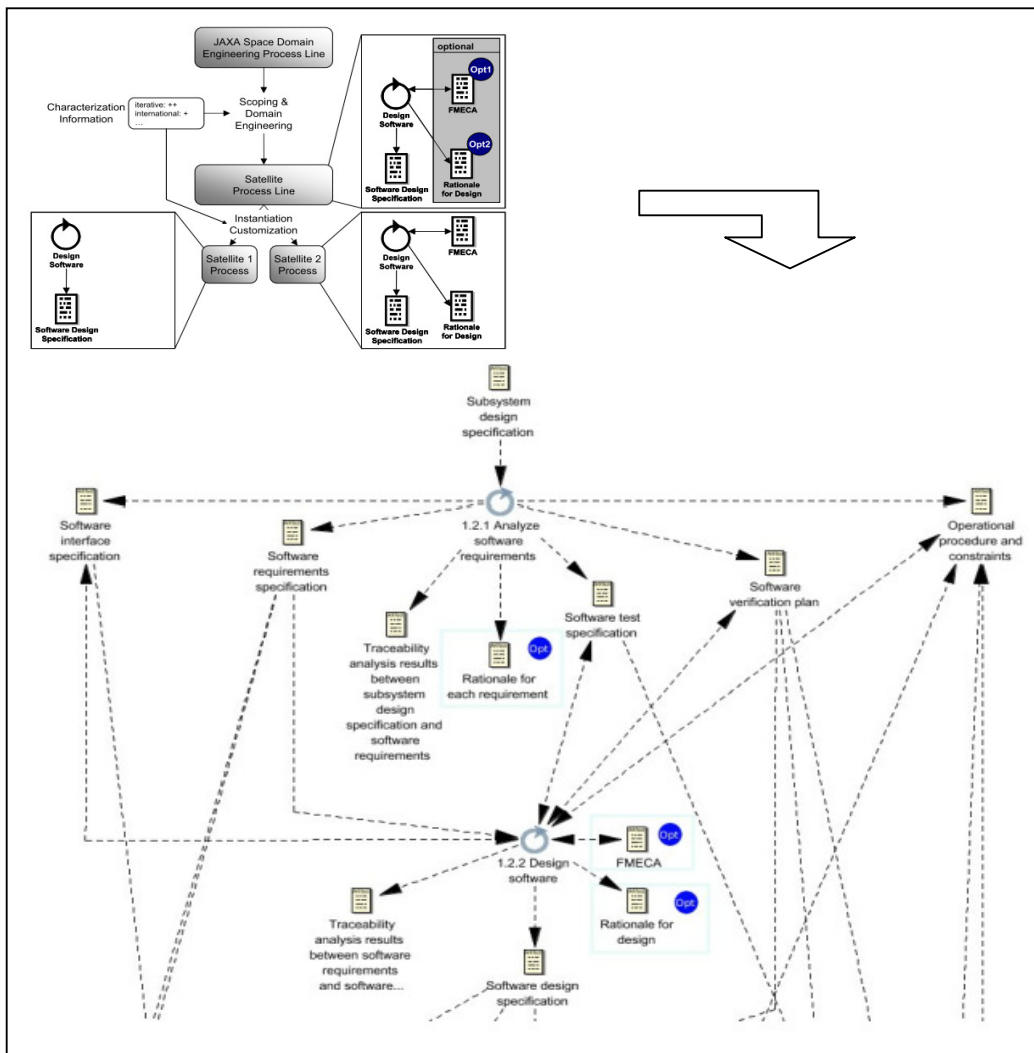 JAXA Space Domain
Engineering Process Line
Characterization
Information
iterative: ++
international: +
...
Scoping &
Domain
Engineering
Satellite
Process Line
Instantiation
Customization
Satellite 1
Process
Satellite 2
Process
optional
Opt1
FMECA
Design
Software
Opt2
Software Design
Specification
Rationale
for Design
Design
Software
Software Design
Specification
FMECA
Design
Software
Software Design
Specification
Rationale
for Design
Subsystem
design
specification
Software
interface
specification
Software
requirements
specification
1.2.1 Analyze
software
requirements
Operational
procedure and
constraints
Software
verification plan
Software test
specification
Traceability
analysis results
between
subsystem
design
specification and
software
requirements
Opt
Rationale for
each requirement
1.2.2 Design
software
Opt
FMECA
Opt
Rationale for
design
Traceability
analysis results
between software
requirements
and software...
Software design
specification